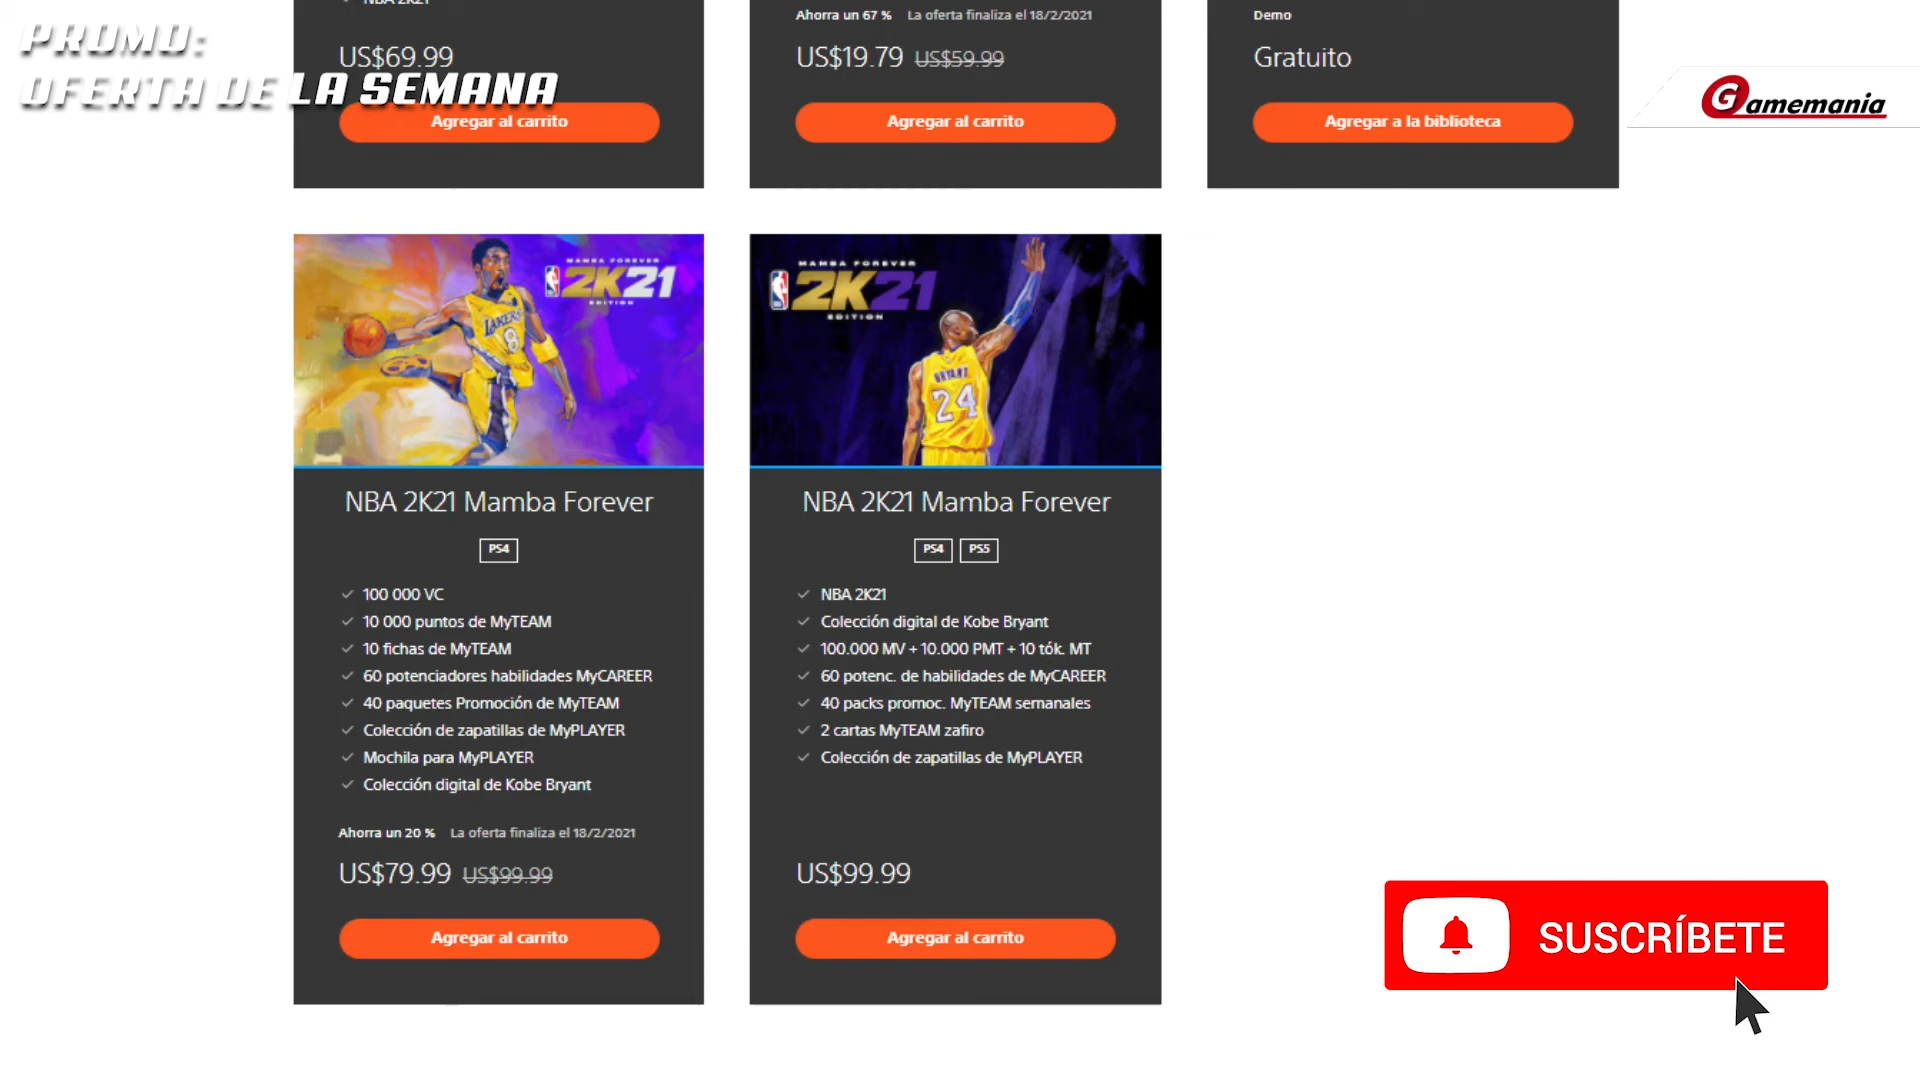 PROMO:
OFERTA DE LA SEMANA
NBA 2K21
US$69.99
Agregar al carrito
Ahorra un 67 % La oferta finaliza el 18/2/2021
US$19.79 US$59.99
Agregar al carrito
Demo
Gratuito
Agregar a la biblioteca
Gamemania
MAMBA FOREVER
2K21
EDITION
LAKERS
8
NBA 2K21 Mamba Forever
PS4
100 000 VC
10 000 puntos de MyTEAM
10 fichas de MyTEAM
60 potenciadores habilidades MyCAREER
40 paquetes Promoción de MyTEAM
Colección de zapatillas de MyPLAYER
Mochila para MyPLAYER
Colección digital de Kobe Bryant
Ahorra un 20 % La oferta finaliza el 18/2/2021
US$79.99 US$99.99
Agregar al carrito
MAMBA FOREVER
2K21
EDITION
BRYANT
24
NBA 2K21 Mamba Forever
PS4 PS5
NBA 2K21
Colección digital de Kobe Bryant
100.000 MV + 10.000 PMT + 10 tók. MT
60 potenc. de habilidades de MyCAREER
40 packs promoc. MyTEAM semanales
2 cartas MyTEAM zafiro
Colección de zapatillas de MyPLAYER
US$99.99
Agregar al carrito
SUSCRÍBETE